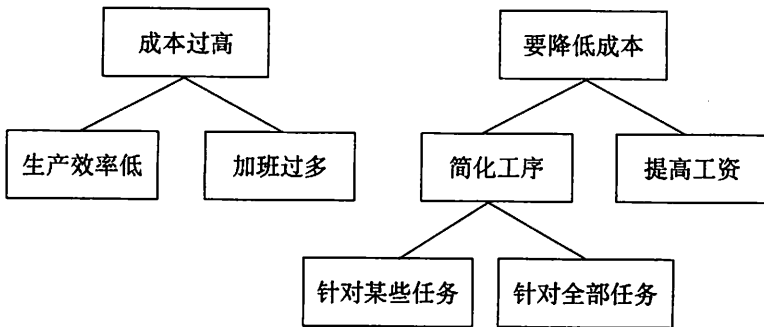 成本过高
要降低成本
生产效率低
加班过多
简化工序
提高工资
针对某些任务
针对全部任务